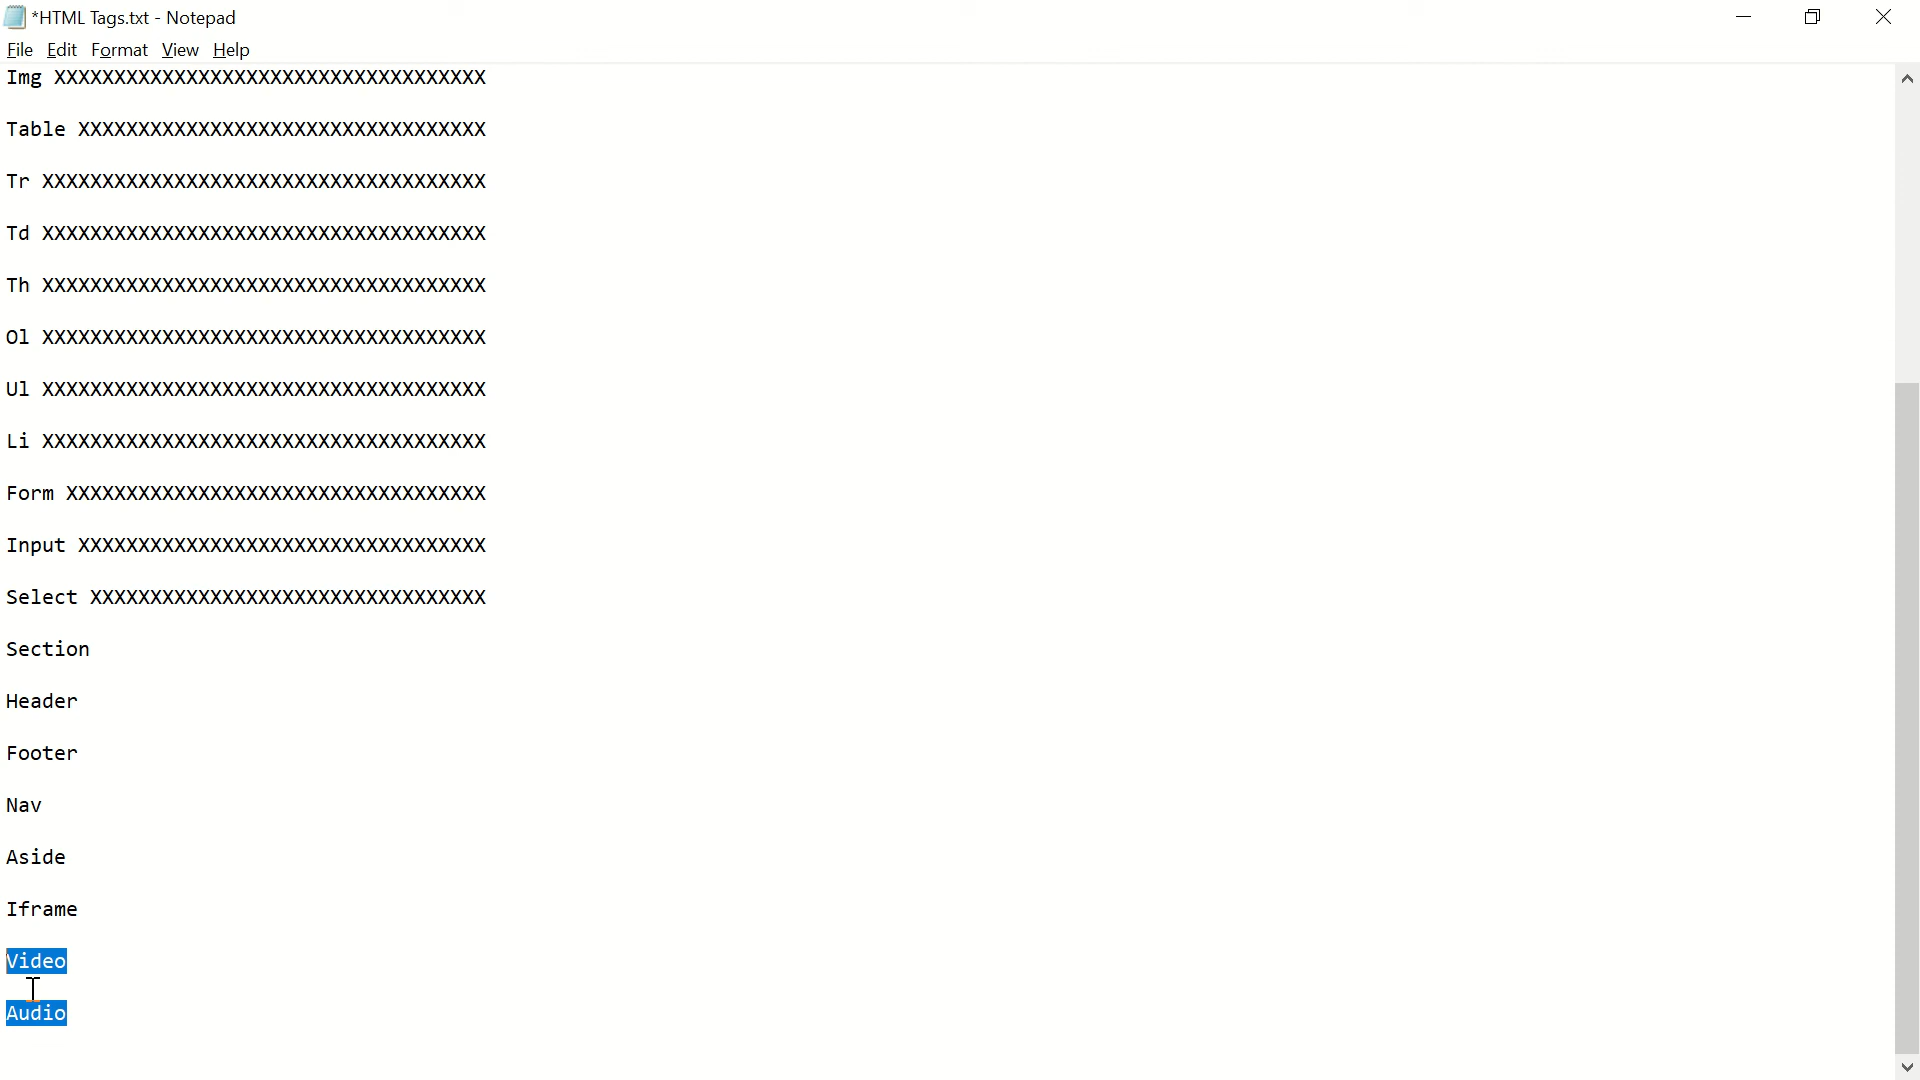 *HTML Tags.txt - Notepad
File Edit Format View Help
Img XXXXXXXXXXXXXXXXXXXXXXXXXXXXXXXXXXXX
Table XXXXXXXXXXXXXXXXXXXXXXXXXXXXXXXXXX
Tr XXXXXXXXXXXXXXXXXXXXXXXXXXXXXXXXXXXXX
Td XXXXXXXXXXXXXXXXXXXXXXXXXXXXXXXXXXXXX
Th XXXXXXXXXXXXXXXXXXXXXXXXXXXXXXXXXXXXX
Ol XXXXXXXXXXXXXXXXXXXXXXXXXXXXXXXXXXXXX
Ul XXXXXXXXXXXXXXXXXXXXXXXXXXXXXXXXXXXXX
Li XXXXXXXXXXXXXXXXXXXXXXXXXXXXXXXXXXXXX
Form XXXXXXXXXXXXXXXXXXXXXXXXXXXXXXXXXXX
Input XXXXXXXXXXXXXXXXXXXXXXXXXXXXXXXXXX
Select XXXXXXXXXXXXXXXXXXXXXXXXXXXXXXXXX
Section
Header
Footer
Nav
Aside
Iframe
Video
Audio